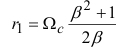 r₁ = Ω_c (β² + 1) / (2β)